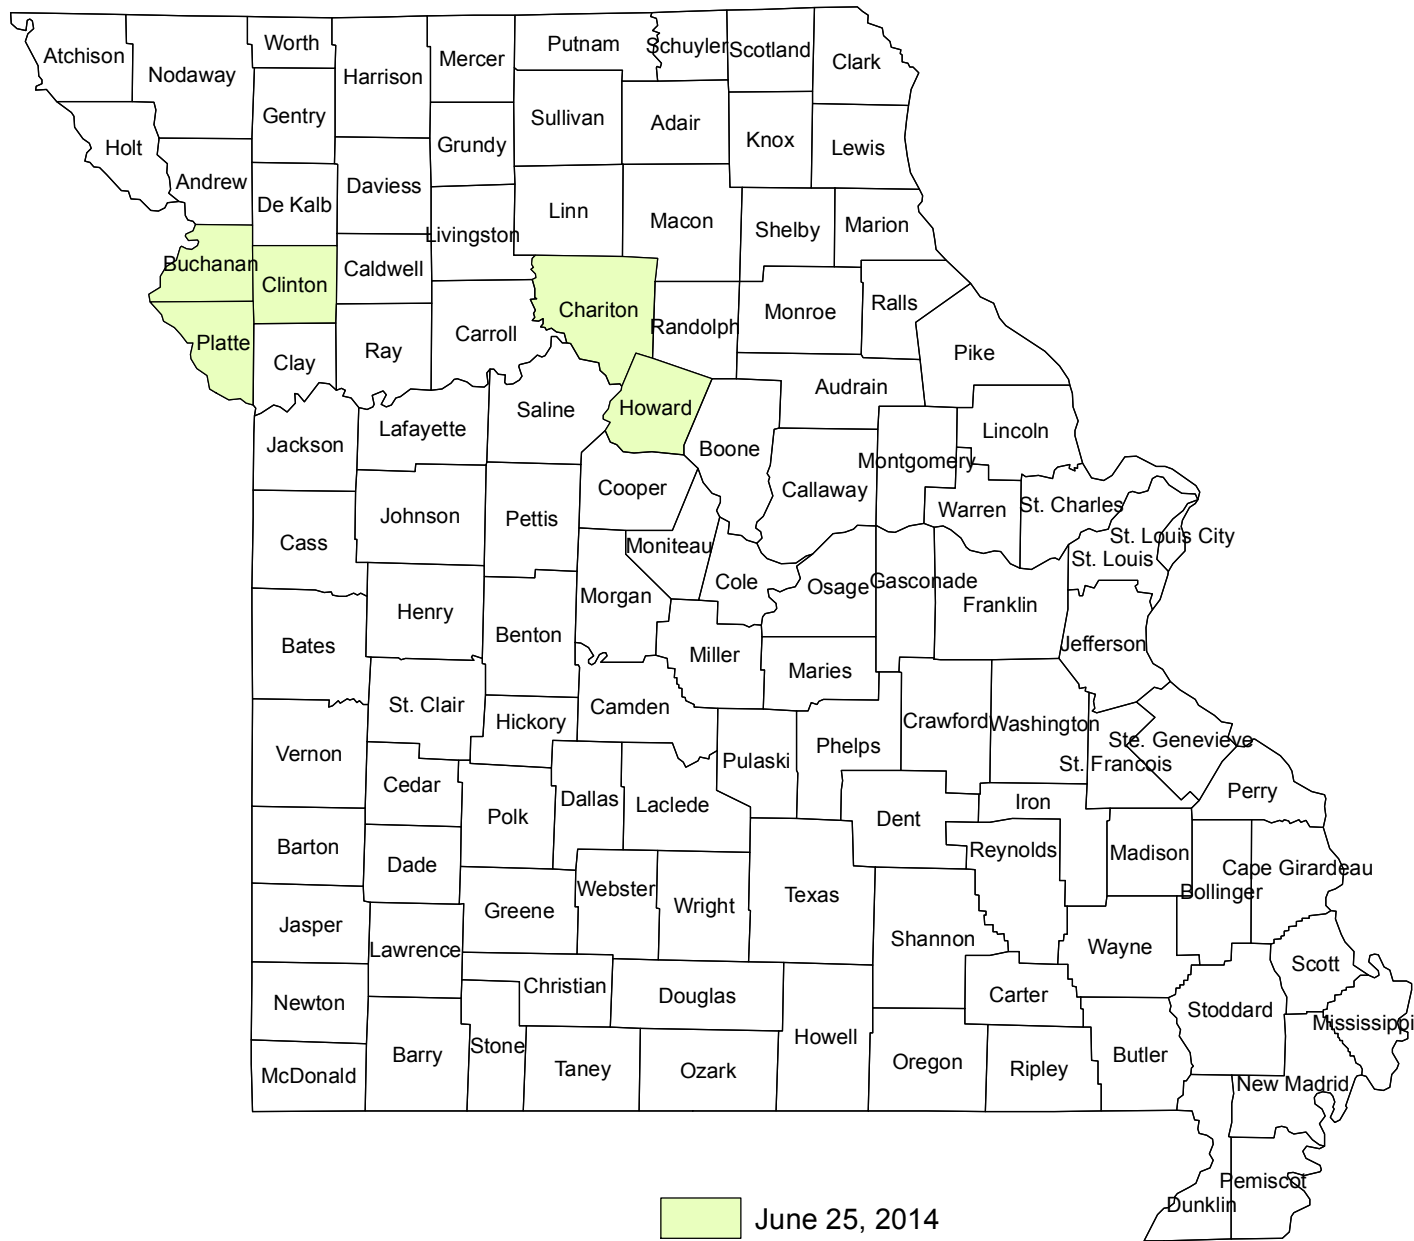 Atchison
Nodaway
Worth
Harrison
Mercer
Putnam
Schuyler
Scotland
Clark
Gentry
Holt
Grundy
Sullivan
Adair
Knox
Lewis
Andrew
De Kalb
Daviess
Livingston
Linn
Macon
Shelby
Marion
Buchanan
Clinton
Caldwell
Chariton
Randolph
Monroe
Ralls
Platte
Clay
Ray
Carroll
Pike
Audrain
Howard
Saline
Lafayette
Jackson
Boone
Lincoln
Montgomery
Callaway
Cooper
Johnson
Pettis
Warren
St. Charles
St. Louis City
St. Louis
Cass
Moniteau
Cole
Osage
Gasconade
Franklin
Morgan
Henry
Benton
Bates
Miller
Maries
Jefferson
St. Clair
Hickory
Camden
Crawford
Washington
Ste. Genevieve
St. Francois
Vernon
Pulaski
Phelps
Cedar
Polk
Dallas
Laclede
Dent
Iron
Perry
Barton
Dade
Reynolds
Madison
Cape Girardeau
Bollinger
Webster
Wright
Texas
Greene
Jasper
Lawrence
Shannon
Wayne
Scott
Newton
Christian
Douglas
Carter
Stoddard
Mississippi
Howell
McDonald
Barry
Stone
Taney
Ozark
Oregon
Ripley
Butler
New Madrid
Pemiscot
Dunklin
June 25, 2014